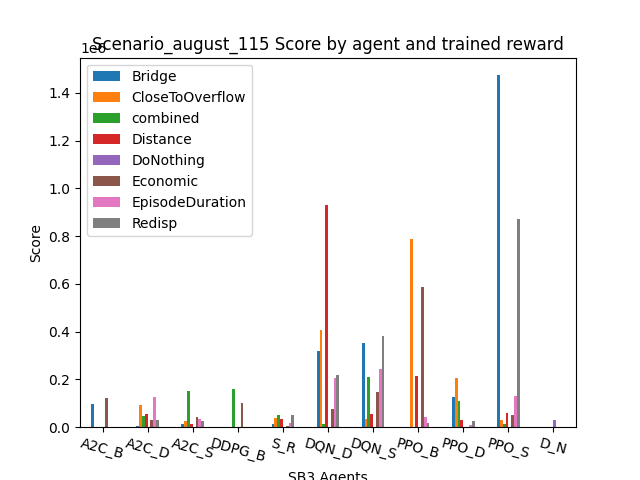 Scenario_august_115 Score by agent and trained reward
1e6
Bridge
CloseToOverflow
combined
Distance
DoNothing
Economic
EpisodeDuration
Redisp
1.4
1.2
1.0
0.8
0.6
0.4
0.2
0.0
Score
A2C_B
A2C_D
A2C_S
DDPG_B
S_R
DQN_D
DQN_S
PPO_B
PPO_D
PPO_S
D_N
SB3 Agents